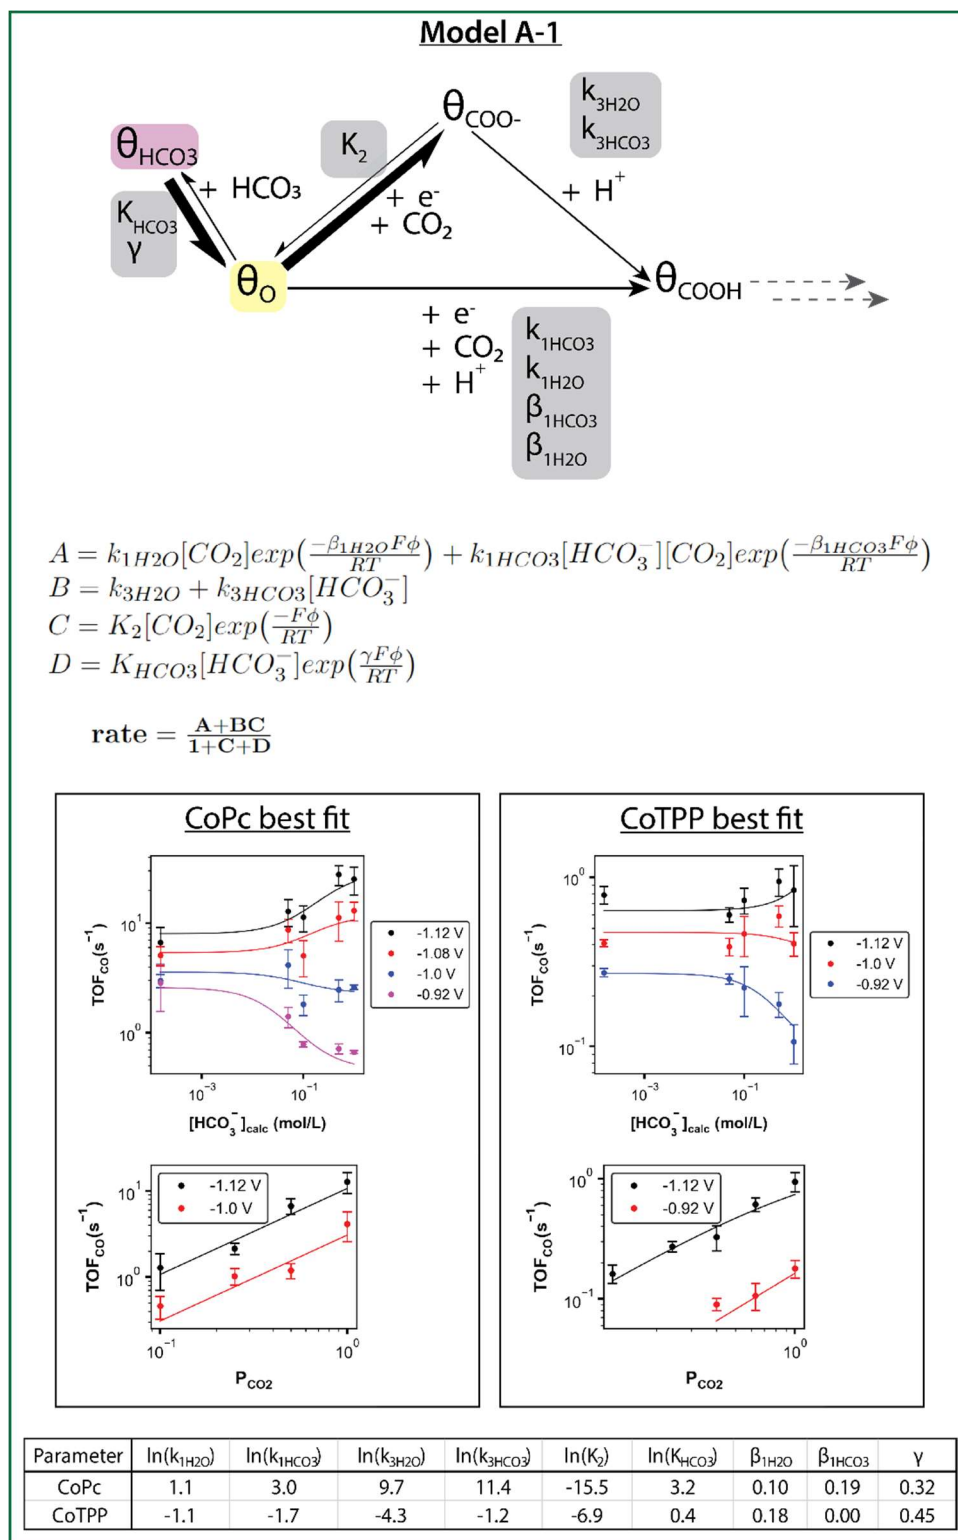 Model A-1
θCOO-
k3H2O
k3HCO3
θHCO3
K2
+ HCO3
+ e-
+ CO2
+ H+
KHCO3
γ
θO
θCOOH
+ e-
+ CO2
+ H+
k1HCO3
k1H2O
β1HCO3
β1H2O
A = k1H2O[CO2]exp(−β1H2OFϕ/RT) + k1HCO3[HCO3−][CO2]exp(−β1HCO3Fϕ/RT)
B = k3H2O + k3HCO3[HCO3−]
C = K2[CO2]exp(−Fϕ/RT)
D = KHCO3[HCO3−]exp(γFϕ/RT)
rate = A+BC/1+C+D
CoPc best fit
TOFCO(s-1)
10^1
10^0
10^-3
10^-1
[HCO3-]calc (mol/L)
-1.12 V
-1.08 V
-1.0 V
-0.92 V
TOFCO(s-1)
10^1
10^0
10^-1
10^0
PCO2
-1.12 V
-1.0 V
CoTPP best fit
TOFCO(s-1)
10^0
10^-1
10^-3
10^-1
[HCO3-]calc (mol/L)
-1.12 V
-1.0 V
-0.92 V
TOFCO(s-1)
10^0
10^-1
10^0
PCO2
-1.12 V
-0.92 V
Parameter ln(k1H2O) ln(k1HCO3) ln(k3H2O) ln(k3HCO3) ln(K2) ln(KHCO3) β1H2O β1HCO3 γ
CoPc 1.1 3.0 9.7 11.4 -15.5 3.2 0.10 0.19 0.32
CoTPP -1.1 -1.7 -4.3 -1.2 -6.9 0.4 0.18 0.00 0.45